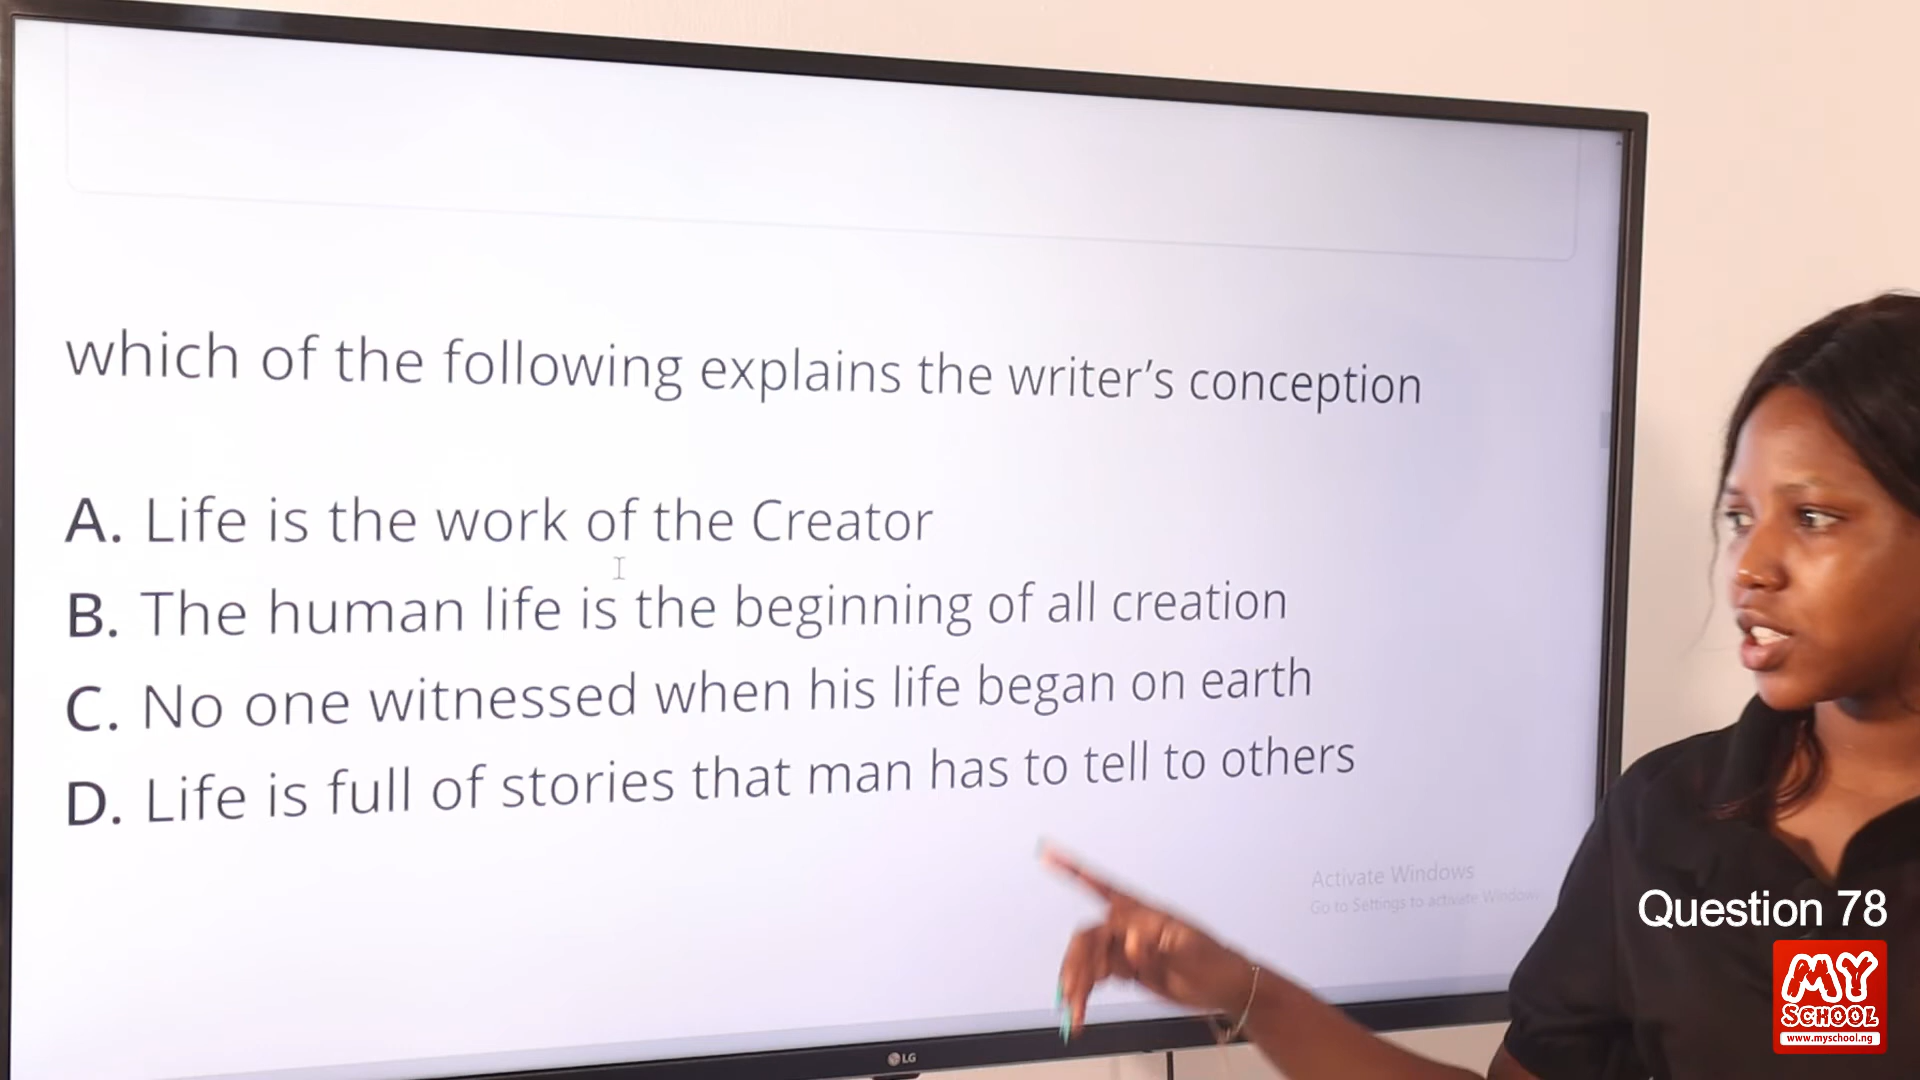 which of the following explains the writer's conception
A. Life is the work of the Creator
B. The human life is the beginning of all creation
C. No one witnessed when his life began on earth
D. Life is full of stories that man has to tell to others
Activate Windows
Go to Settings to activate Windows
Question 78
MY
SCHOOL
www.myschool.ng
LG